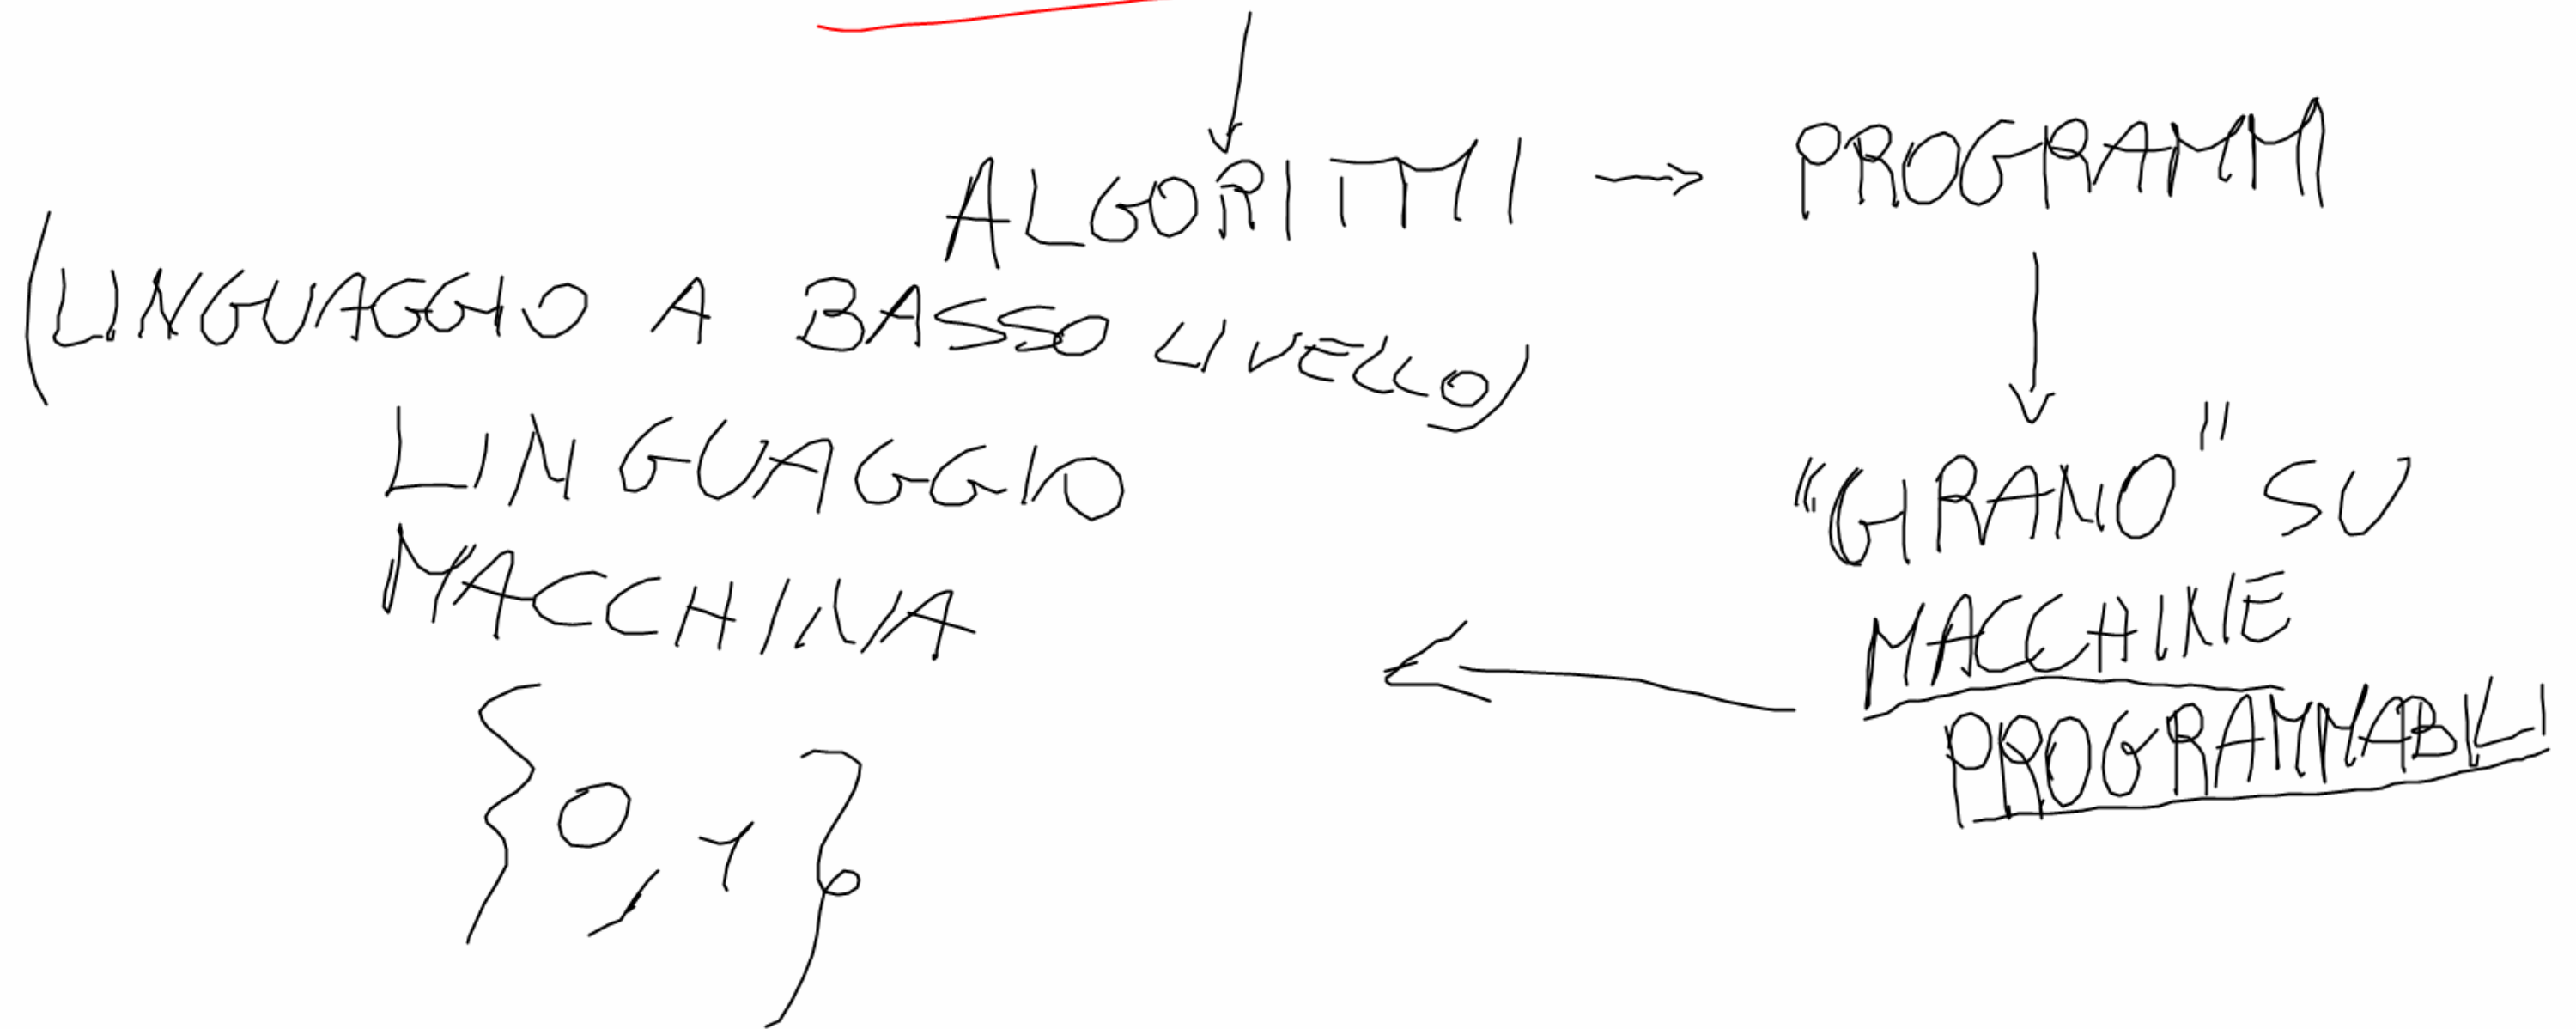 ALGORITMI → PROGRAMMI
(LINGUAGGIO A BASSO LIVELLO)
LINGUAGGIO
MACCHINA
{0,1}
"GIRANO" SU
MACCHINE
PROGRAMMABILI